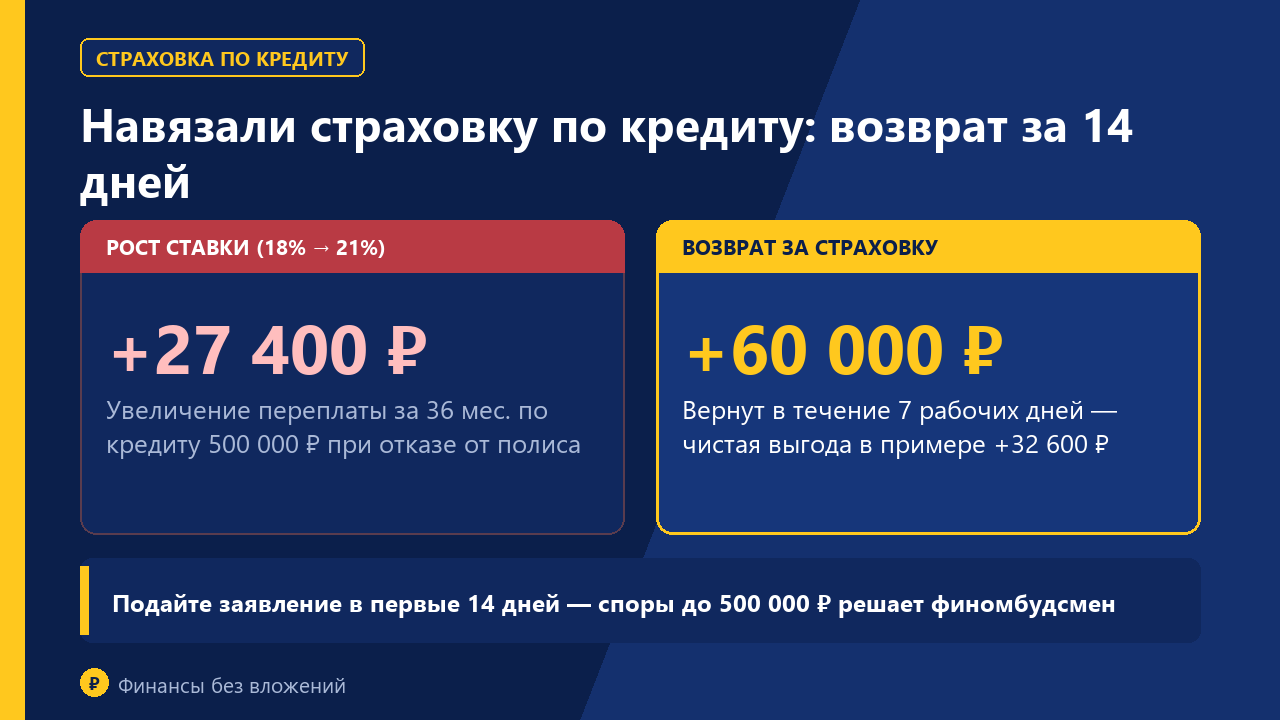 СТРАХОВКА ПО КРЕДИТУ
Навязали страховку по кредиту: возврат за 14
дней
РОСТ СТАВКИ (18% → 21%)
+27 400 ₽
Увеличение переплаты за 36 мес. по
кредиту 500 000 ₽ при отказе от полиса
ВОЗВРАТ ЗА СТРАХОВКУ
+60 000 ₽
Вернут в течение 7 рабочих дней —
чистая выгода в примере +32 600 ₽
Подайте заявление в первые 14 дней — споры до 500 000 ₽ решает финомбудсмен
₽ Финансы без вложений